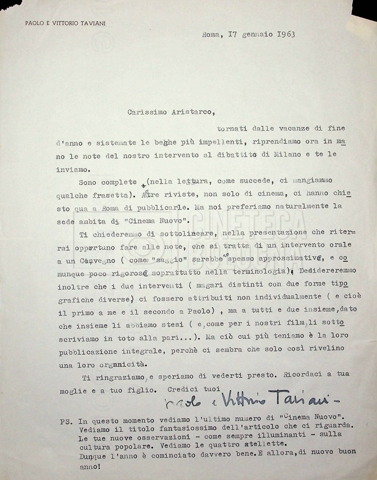 PAOLO E VITTORIO TAVIANI
Roma, 17 gennaio 1963
Carissimo Aristarco,
tornati dalle vacanze di fine
d'anno e sistemate le beghe più impellenti, riprendiamo ora in ma
no le note del nostro intervento al dibattito di Milano e te le
inviamo.
Sono complete (nella lettura, come succede, ci mangiammo
qualche frasetta). Altre riviste, non solo di cinema, ci hanno chie
sto qua a Roma di pubblicarle. Ma noi preferiamo naturalmente la
sede ambita di "Cinema Nuovo".
Ti chiederemmo di sottolineare, nella presentazione che riter
rai opportuno fare alle note, che si tratta di un intervento orale
a un Convegno ( come "saggio" sarebbe spesso approssimativo, e co
munque poco rigoroso soprattutto nella terminologia). Desidereremmo
inoltre che i due interventi ( magari distinti con due forme tipo
grafiche diverse) ci fossero attribuiti non individualmente ( e cioè
il primo a me e il secondo a Paolo) , ma a tutti e due insieme, dato
che insieme li abbiamo stesi ( e, come per i nostri film, li sotto
scriviamo in toto alla pari...). Ma ciò cui più teniamo è la loro
pubblicazione integrale, perchè ci sembra che solo così rivelino
una loro organicità.
Ti ringraziamo, e speriamo di vederti presto. Ricordaci a tua
moglie e a tuo figlio. Credici tuoi
Paolo e Vittorio Taviani
PS. In questo momento vediamo l'ultimo numero di "Cinema Nuovo".
Vediamo il titolo fantasiosissimo dell'articolo che ci riguarda.
Le tue nuove osservazioni - come sempre illuminanti - sulla
cultura popolare. Vediamo le quattro stellette.
Dunque l'anno è cominciato davvero bene. E allora, di nuovo buon
anno!
CINETECA